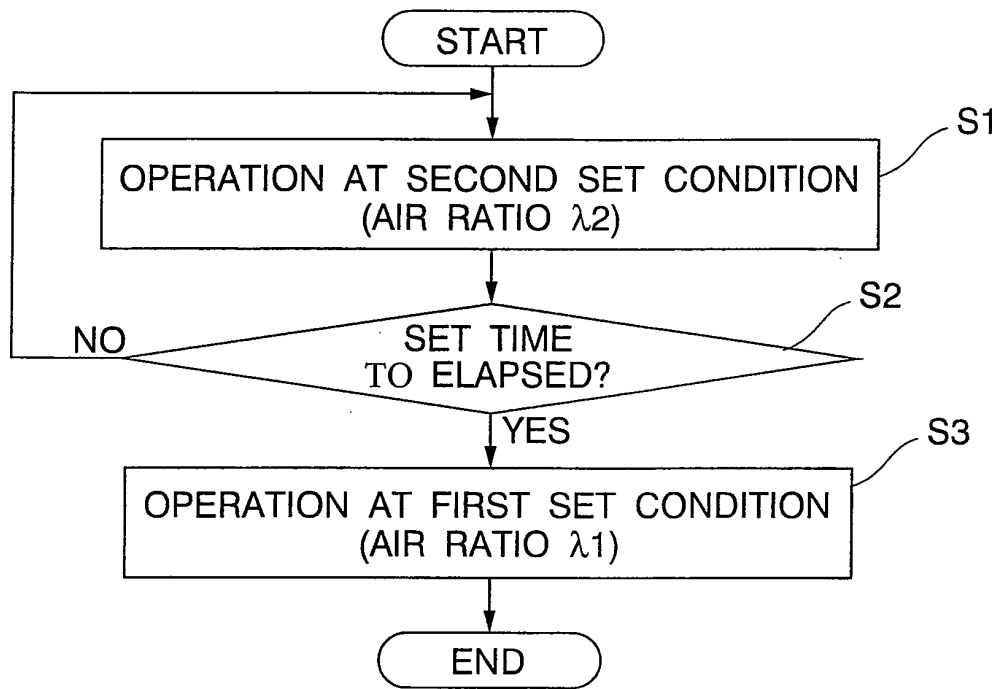 START
S1
OPERATION AT SECOND SET CONDITION
(AIR RATIO λ2)
S2
NO
SET TIME
TO ELAPSED?
YES
S3
OPERATION AT FIRST SET CONDITION
(AIR RATIO λ1)
END